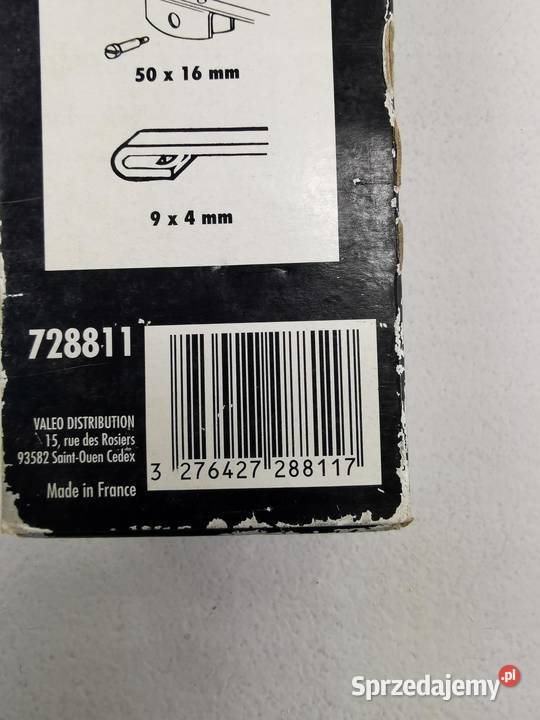 50 x 16 mm
9 x 4 mm
728811
VALEO DISTRIBUTION
15, rue des Rosiers
93582 Saint-Ouen Cedex
Made in France
3 276427 288117
Sprzedajemy.pl